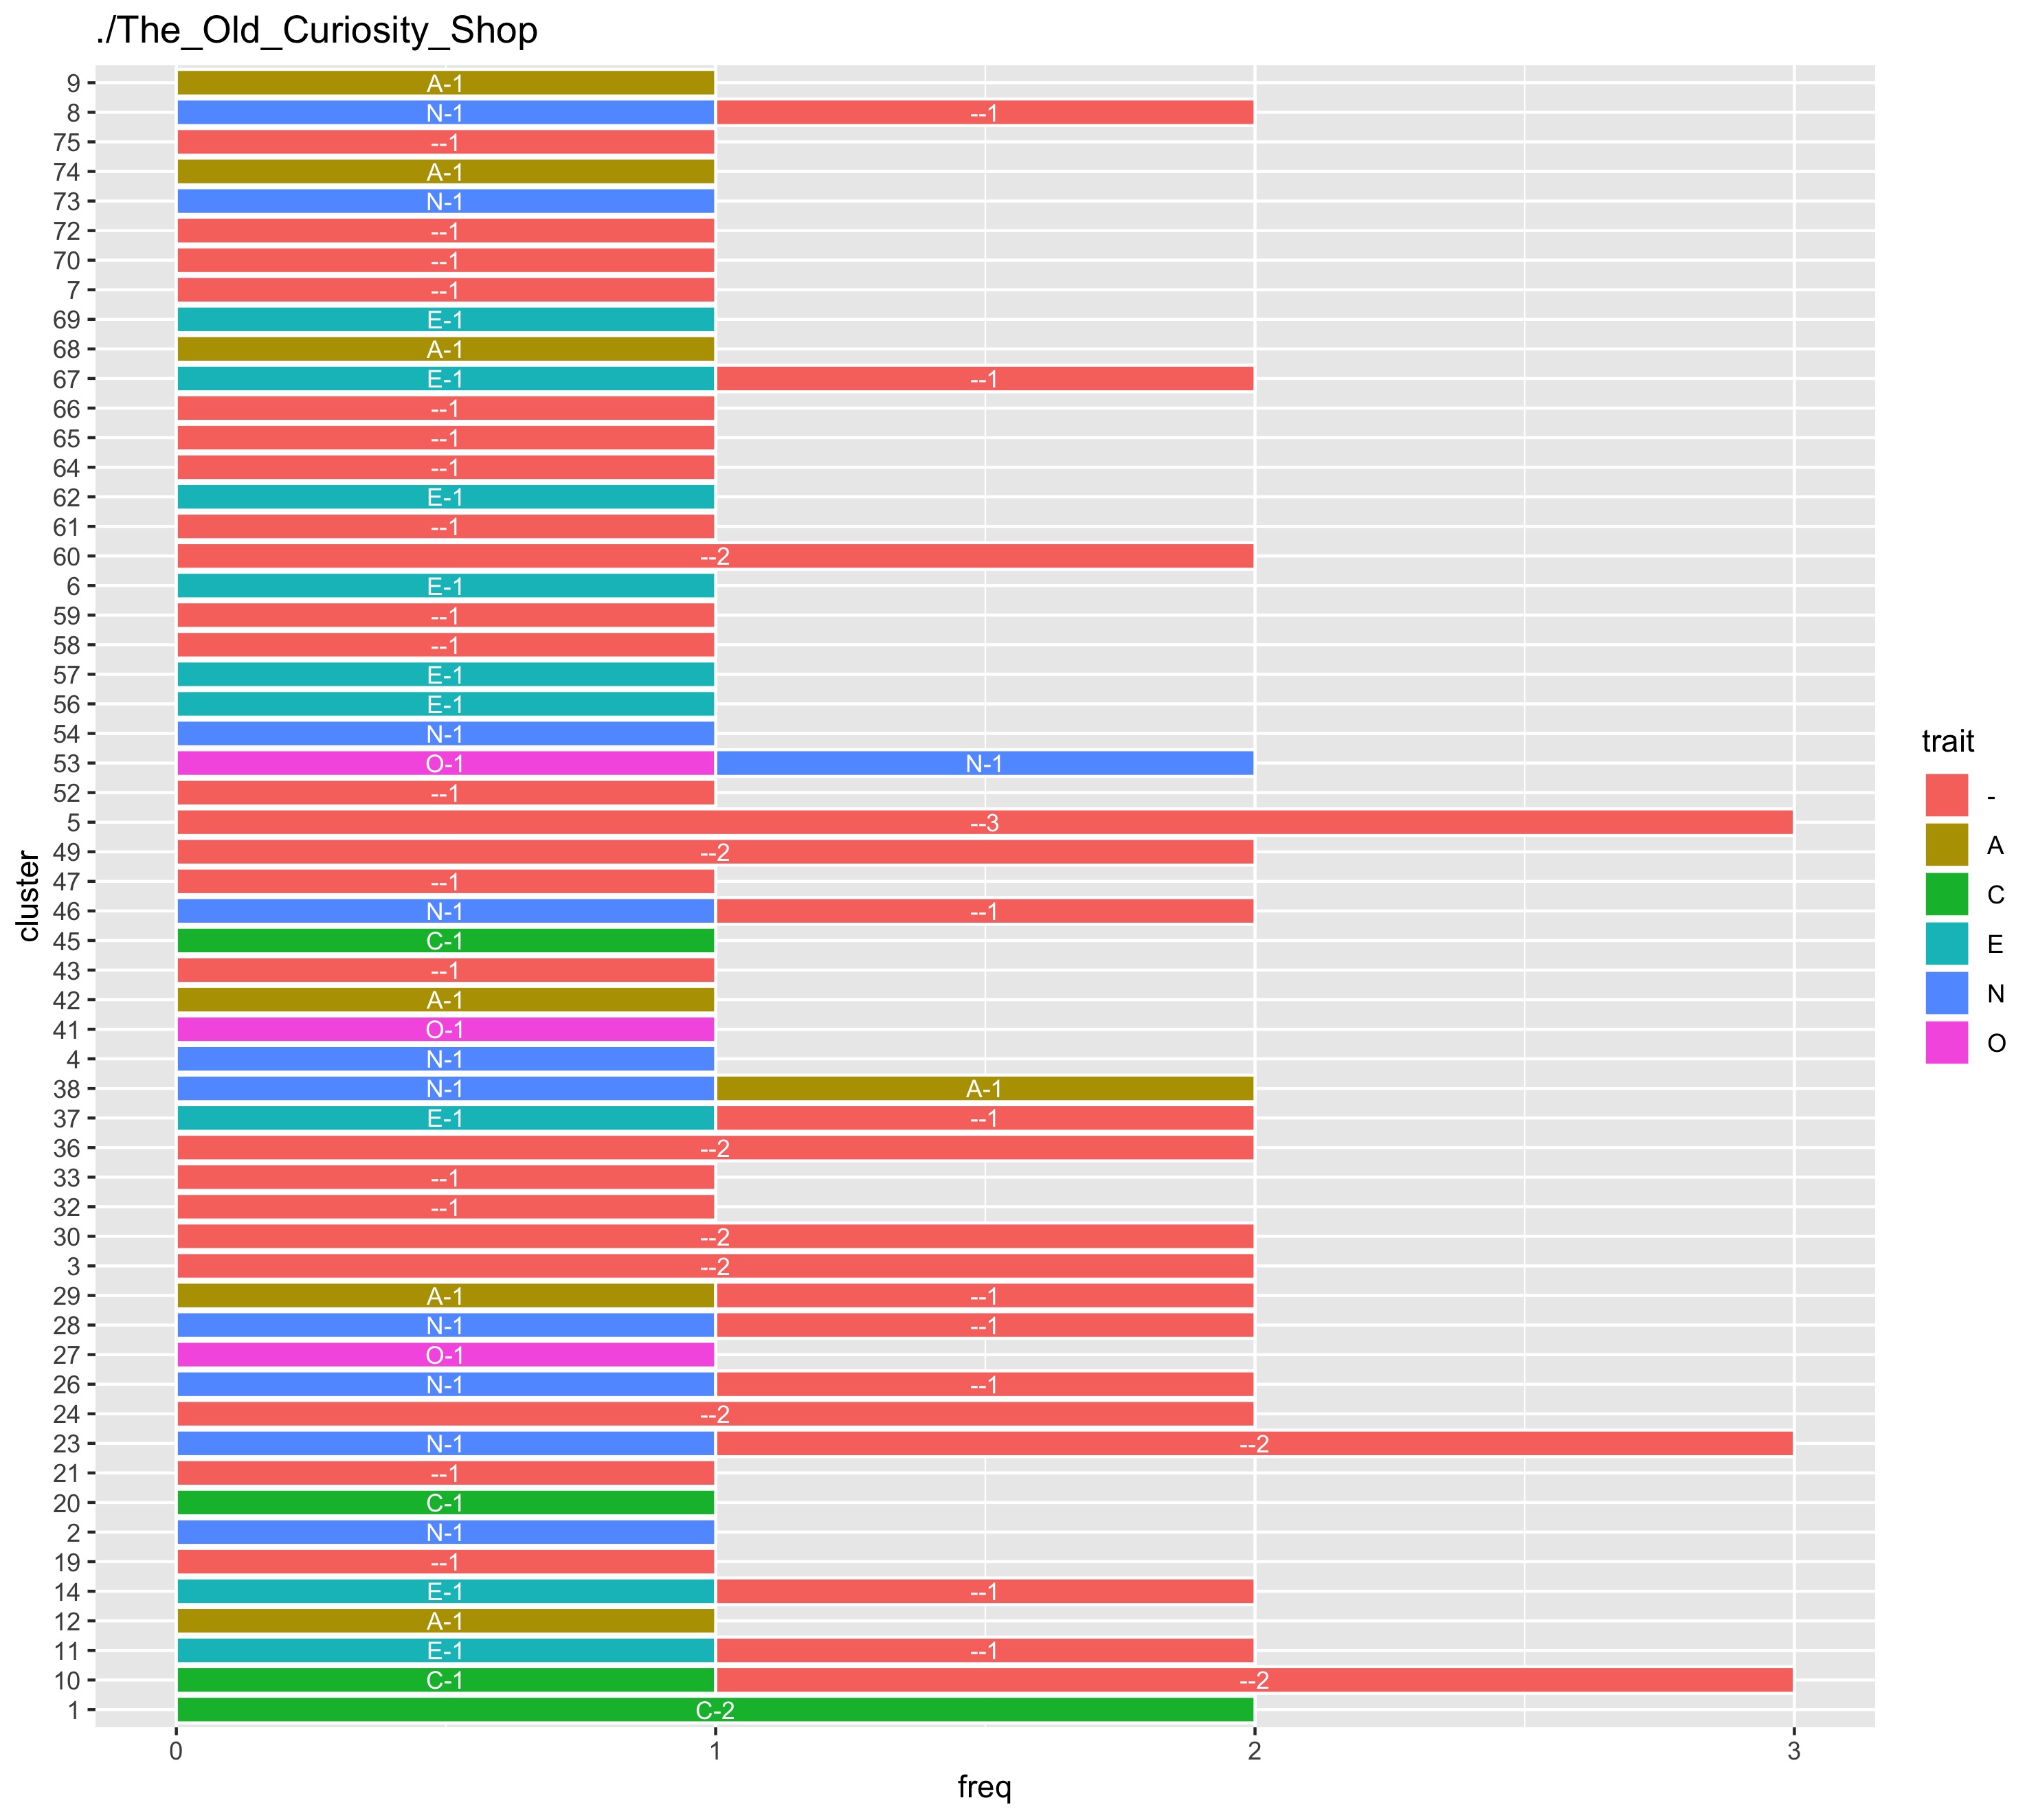 ./The_Old_Curiosity_Shop
9 A-1
8 N-1 --1
75 --1
74 A-1
73 N-1
72 --1
70 --1
7 --1
69 E-1
68 A-1
67 E-1 --1
66 --1
65 --1
64 --1
62 E-1
61 --1
60 --2
6 E-1
59 --1
58 --1
57 E-1
56 E-1
54 N-1
53 O-1 N-1
52 --1
5 --3
49 --2
47 --1
46 N-1 --1
45 C-1
43 --1
42 A-1
41 O-1
4 N-1
38 N-1 A-1
37 E-1 --1
36 --2
33 --1
32 --1
30 --2
3 --2
29 A-1 --1
28 N-1 --1
27 O-1
26 N-1 --1
24 --2
23 N-1 --2
21 --1
20 C-1
2 N-1
19 --1
14 E-1 --1
12 A-1
11 E-1 --1
10 C-1 --2
1 C-2
0 1 2 3
freq
cluster
trait
-
A
C
E
N
O